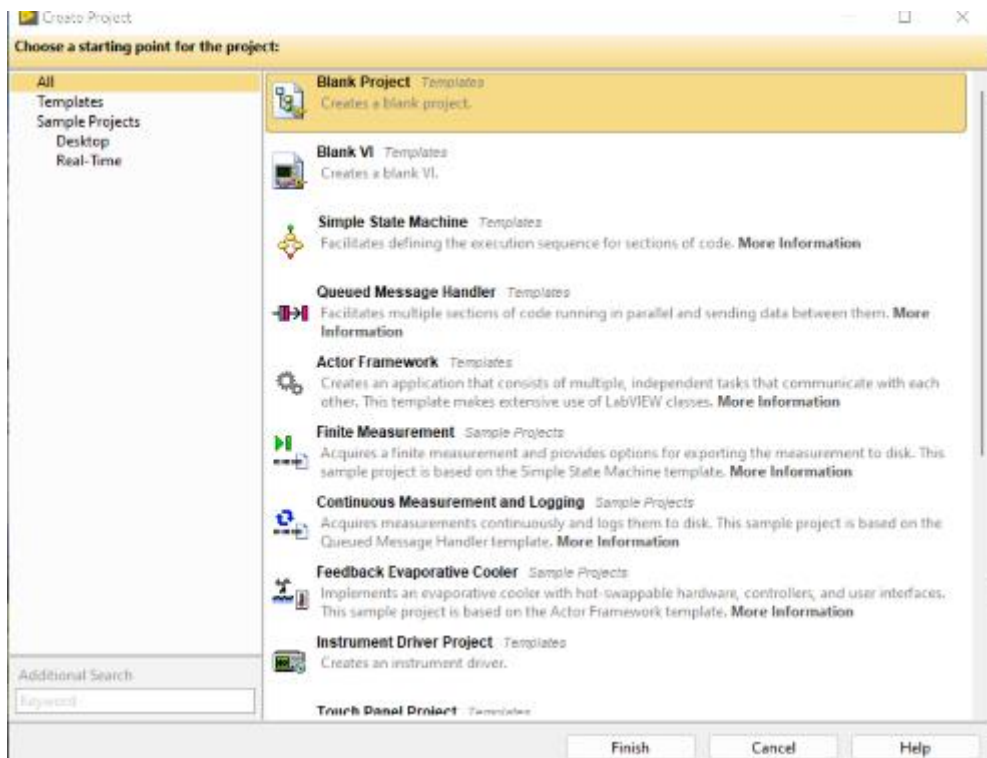 Create Project
Choose a starting point for the project:
All
Templates
Sample Projects
Desktop
Real-Time
Additional Search
Keyword
Blank Project Templates
Creates a blank project.
Blank VI Templates
Creates a blank VI.
Simple State Machine Templates
Facilitates defining the execution sequence for sections of code. More Information
Queued Message Handler Templates
Facilitates multiple sections of code running in parallel and sending data between them. More
Information
Actor Framework Templates
Creates an application that consists of multiple, independent tasks that communicate with each
other. This template makes extensive use of LabVIEW classes. More Information
Finite Measurement Sample Projects
Acquires a finite measurement and provides options for exporting the measurement to disk. This
sample project is based on the Simple State Machine template. More Information
Continuous Measurement and Logging Sample Projects
Acquires measurements continuously and logs them to disk. This sample project is based on the
Queued Message Handler template. More Information
Feedback Evaporative Cooler Sample Projects
Implements an evaporative cooler with hot-swappable hardware, controllers, and user interfaces.
This sample project is based on the Actor Framework template. More Information
Instrument Driver Project Templates
Creates an instrument driver.
Touch Panel Project Templates
Finish
Cancel
Help